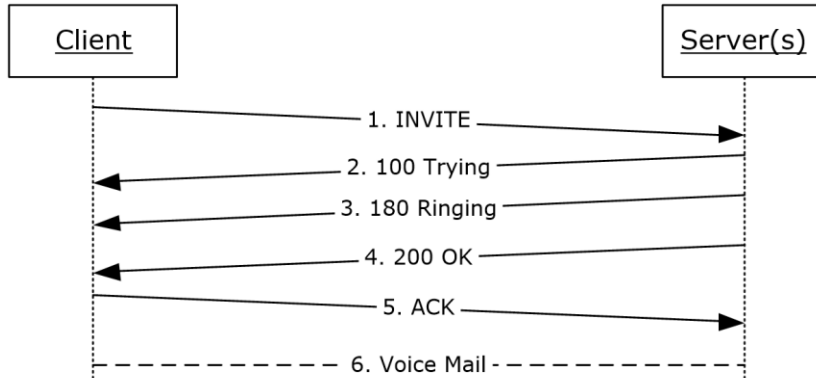 Client
Server(s)
1. INVITE
2. 100 Trying
3. 180 Ringing
4. 200 OK
5. ACK
6. Voice Mail